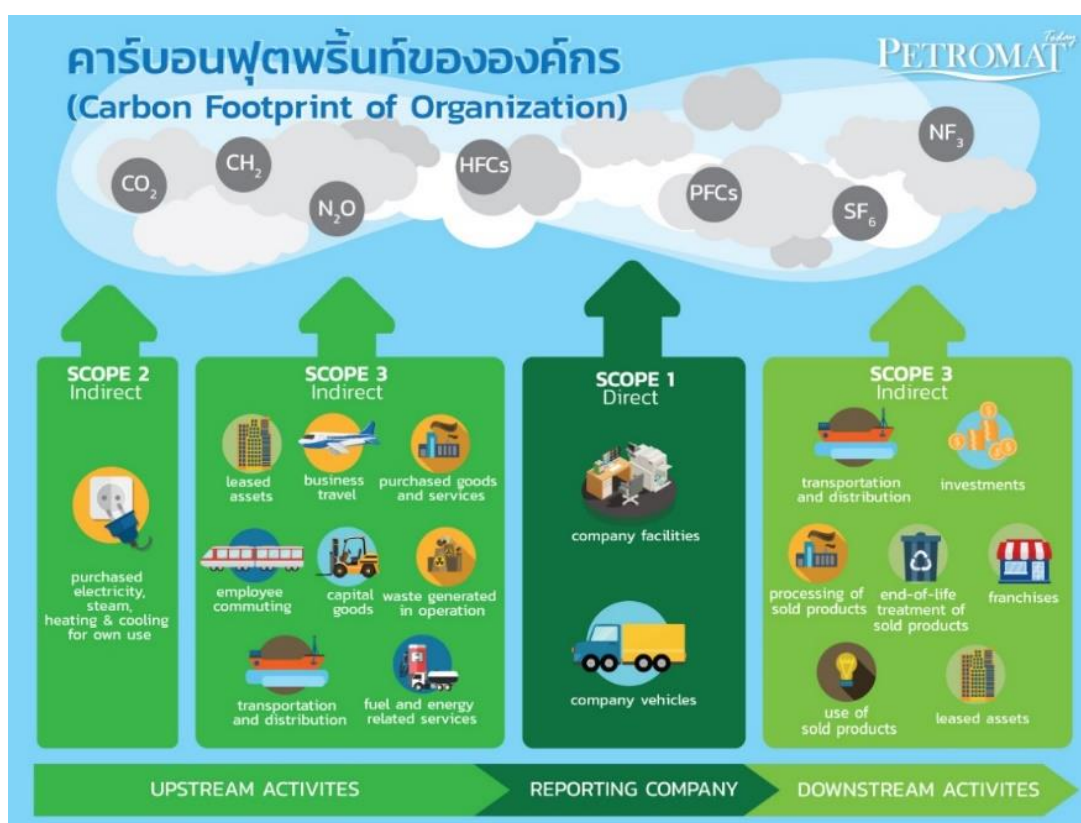 คาร์บอนฟุตพริ้นท์ขององค์กร
(Carbon Footprint of Organization)
PETROMAT Today
CO₂
CH₂
N₂O
HFCs
PFCs
SF₆
NF₃
SCOPE 2
Indirect
purchased
electricity,
steam,
heating & cooling
for own use
SCOPE 3
Indirect
leased
assets
business
travel
purchased goods
and services
employee
commuting
capital
goods
waste generated
in operation
transportation
and distribution
fuel and energy
related services
SCOPE 1
Direct
company facilities
company vehicles
SCOPE 3
Indirect
transportation
and distribution
investments
processing of
sold products
end-of-life
treatment of
sold products
franchises
use of
sold products
leased assets
UPSTREAM ACTIVITES
REPORTING COMPANY
DOWNSTREAM ACTIVITES